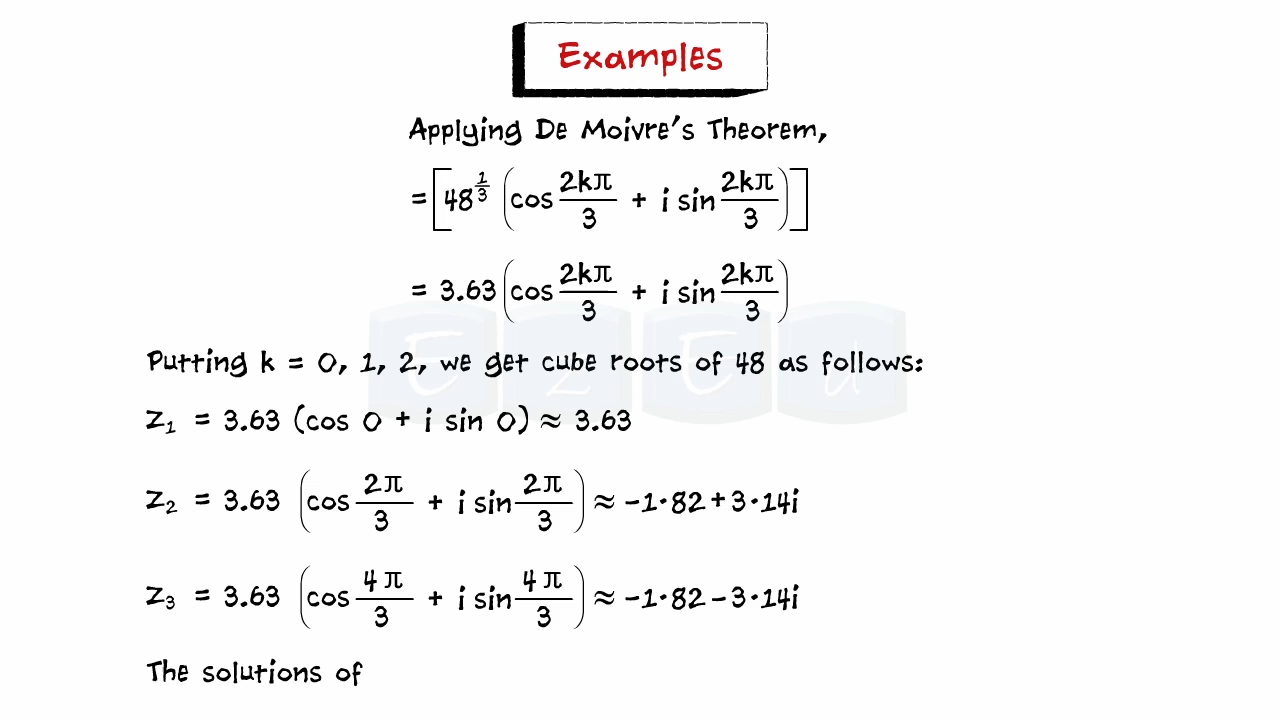 Examples
Applying De Moivre's Theorem,
= [48^(1/3) (cos 2kπ/3 + i sin 2kπ/3)]
= 3.63 (cos 2kπ/3 + i sin 2kπ/3)
Putting k = 0, 1, 2, we get cube roots of 48 as follows:
z₁ = 3.63 (cos 0 + i sin 0) ≈ 3.63
z₂ = 3.63 (cos 2π/3 + i sin 2π/3) ≈ -1·82 + 3·14i
z₃ = 3.63 (cos 4π/3 + i sin 4π/3) ≈ -1·82 - 3·14i
The solutions of
EzEd